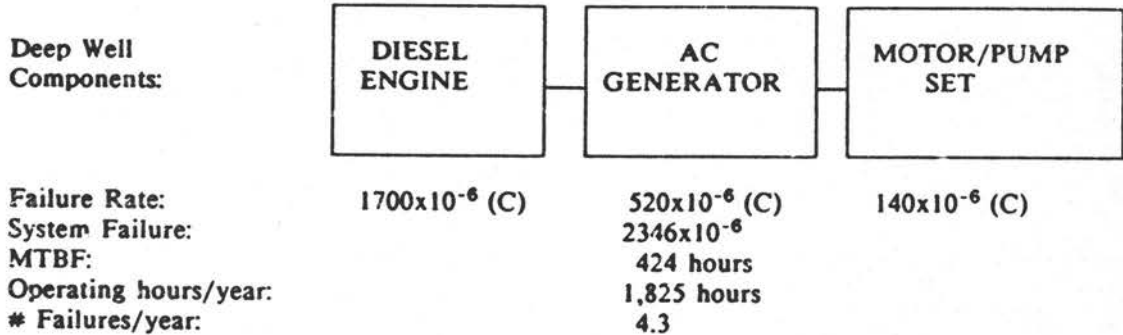 Deep Well
Components:
DIESEL
ENGINE
AC
GENERATOR
MOTOR/PUMP
SET
Failure Rate: 1700x10⁻⁶ (C) 520x10⁻⁶ (C) 140x10⁻⁶ (C)
System Failure: 2346x10⁻⁶
MTBF: 424 hours
Operating hours/year: 1,825 hours
# Failures/year: 4.3